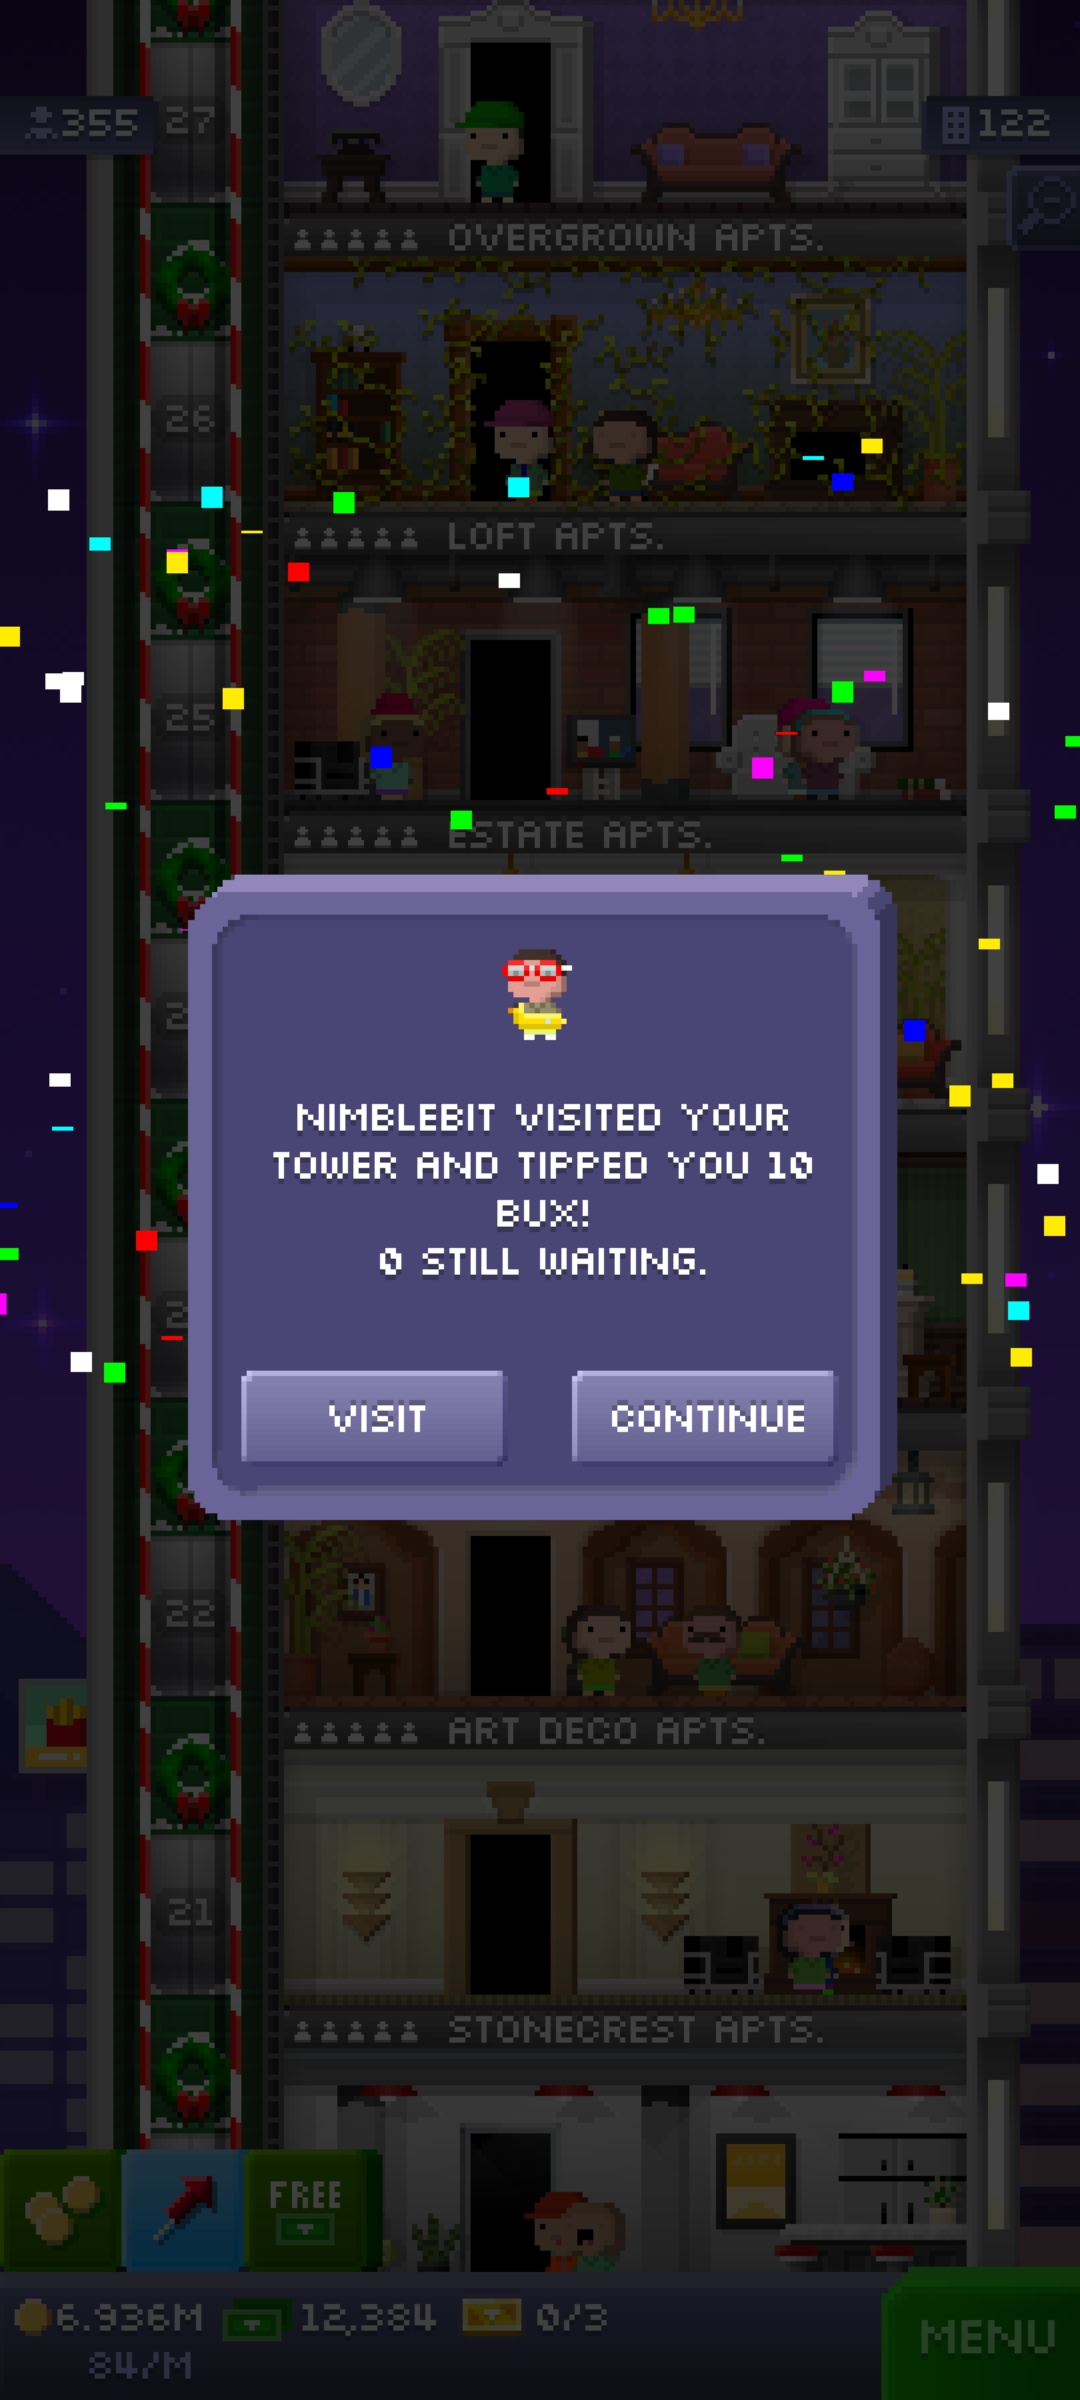 27
355
122
OVERGROWN APTS.
26
LOFT APTS.
25
ESTATE APTS.
NIMBLEBIT VISITED YOUR
TOWER AND TIPPED YOU 10
BUX!
0 STILL WAITING.
VISIT
CONTINUE
22
ART DECO APTS.
21
STONECREST APTS.
FREE
6.936M
12,384
0/3
84/M
MENU